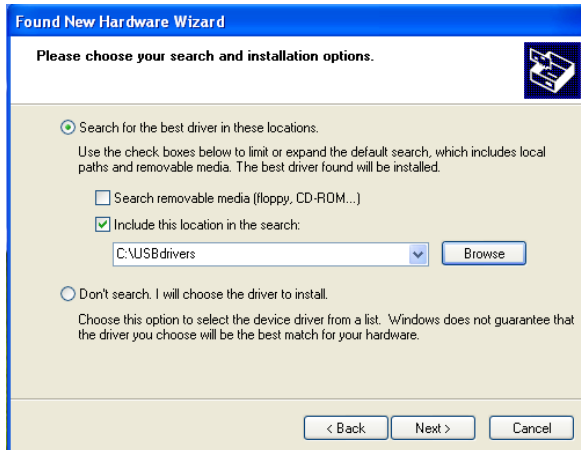 Found New Hardware Wizard
Please choose your search and installation options.
Search for the best driver in these locations.
Use the check boxes below to limit or expand the default search, which includes local
paths and removable media. The best driver found will be installed.
Search removable media (floppy, CD-ROM...)
Include this location in the search:
C:\USBdrivers
Browse
Don't search. I will choose the driver to install.
Choose this option to select the device driver from a list. Windows does not guarantee that
the driver you choose will be the best match for your hardware.
< Back Next > Cancel